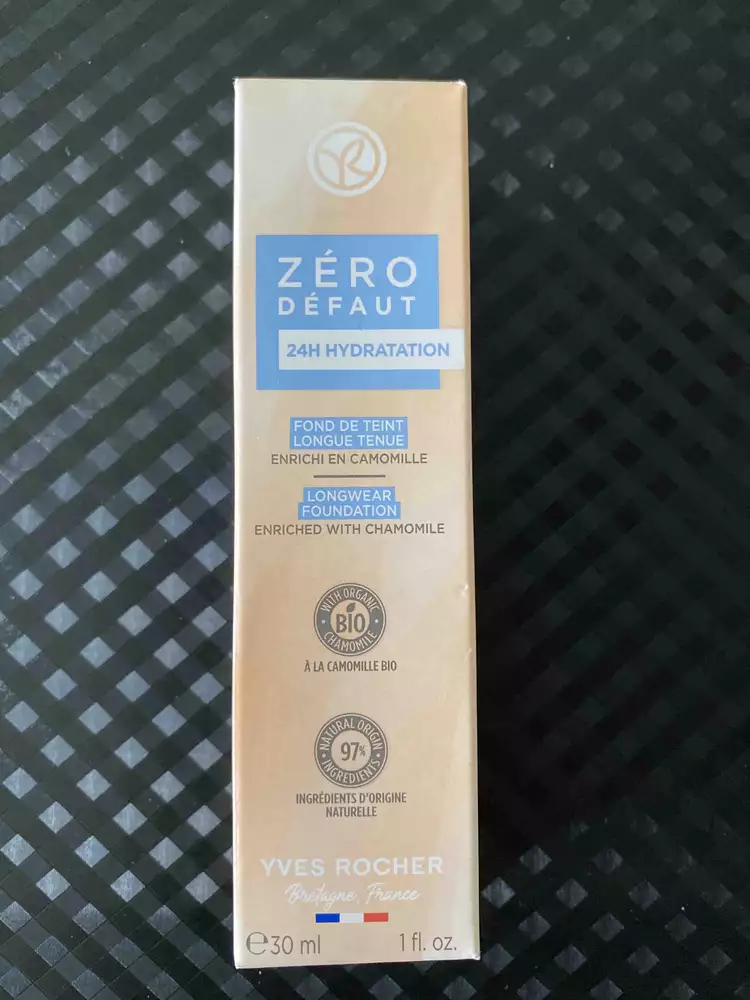 ZÉRO
DÉFAUT
24H HYDRATATION
FOND DE TEINT
LONGUE TENUE
ENRICHI EN CAMOMILLE
LONGWEAR
FOUNDATION
ENRICHED WITH CHAMOMILE
WITH ORGANIC
BIO
CHAMOMILE
À LA CAMOMILLE BIO
NATURAL ORIGIN
97%
INGREDIENTS
INGRÉDIENTS D'ORIGINE
NATURELLE
YVES ROCHER
Bretagne, France
℮30 ml 1 fl. oz.